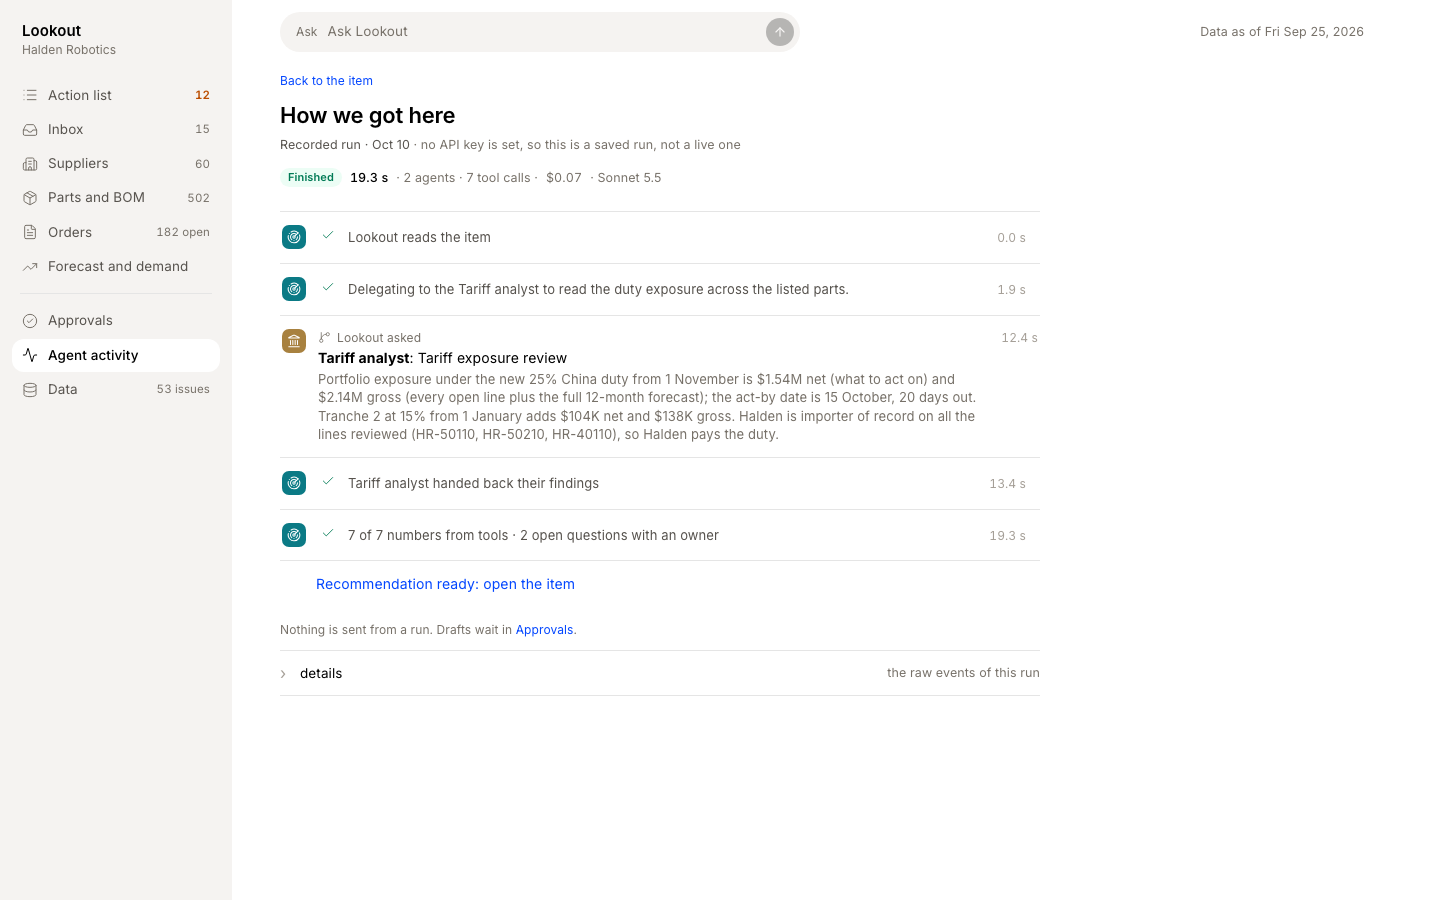 Lookout
Halden Robotics
Action list 12
Inbox 15
Suppliers 60
Parts and BOM 502
Orders 182 open
Forecast and demand
Approvals
Agent activity
Data 53 issues
Ask Ask Lookout
Data as of Fri Sep 25, 2026
Back to the item
How we got here
Recorded run · Oct 10 · no API key is set, so this is a saved run, not a live one
Finished 19.3 s · 2 agents · 7 tool calls · $0.07 · Sonnet 5.5
Lookout reads the item 0.0 s
Delegating to the Tariff analyst to read the duty exposure across the listed parts. 1.9 s
Lookout asked 12.4 s
Tariff analyst: Tariff exposure review
Portfolio exposure under the new 25% China duty from 1 November is $1.54M net (what to act on) and
$2.14M gross (every open line plus the full 12-month forecast); the act-by date is 15 October, 20 days out.
Tranche 2 at 15% from 1 January adds $104K net and $138K gross. Halden is importer of record on all the
lines reviewed (HR-50110, HR-50210, HR-40110), so Halden pays the duty.
Tariff analyst handed back their findings 13.4 s
7 of 7 numbers from tools · 2 open questions with an owner 19.3 s
Recommendation ready: open the item
Nothing is sent from a run. Drafts wait in Approvals.
details the raw events of this run